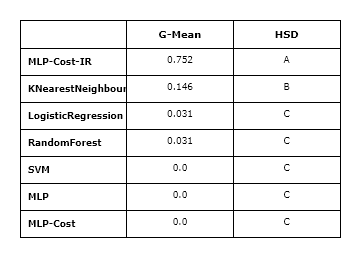 G-Mean HSD
MLP-Cost-IR 0.752 A
KNearestNeighbour 0.146 B
LogisticRegression 0.031 C
RandomForest 0.031 C
SVM 0.0 C
MLP 0.0 C
MLP-Cost 0.0 C